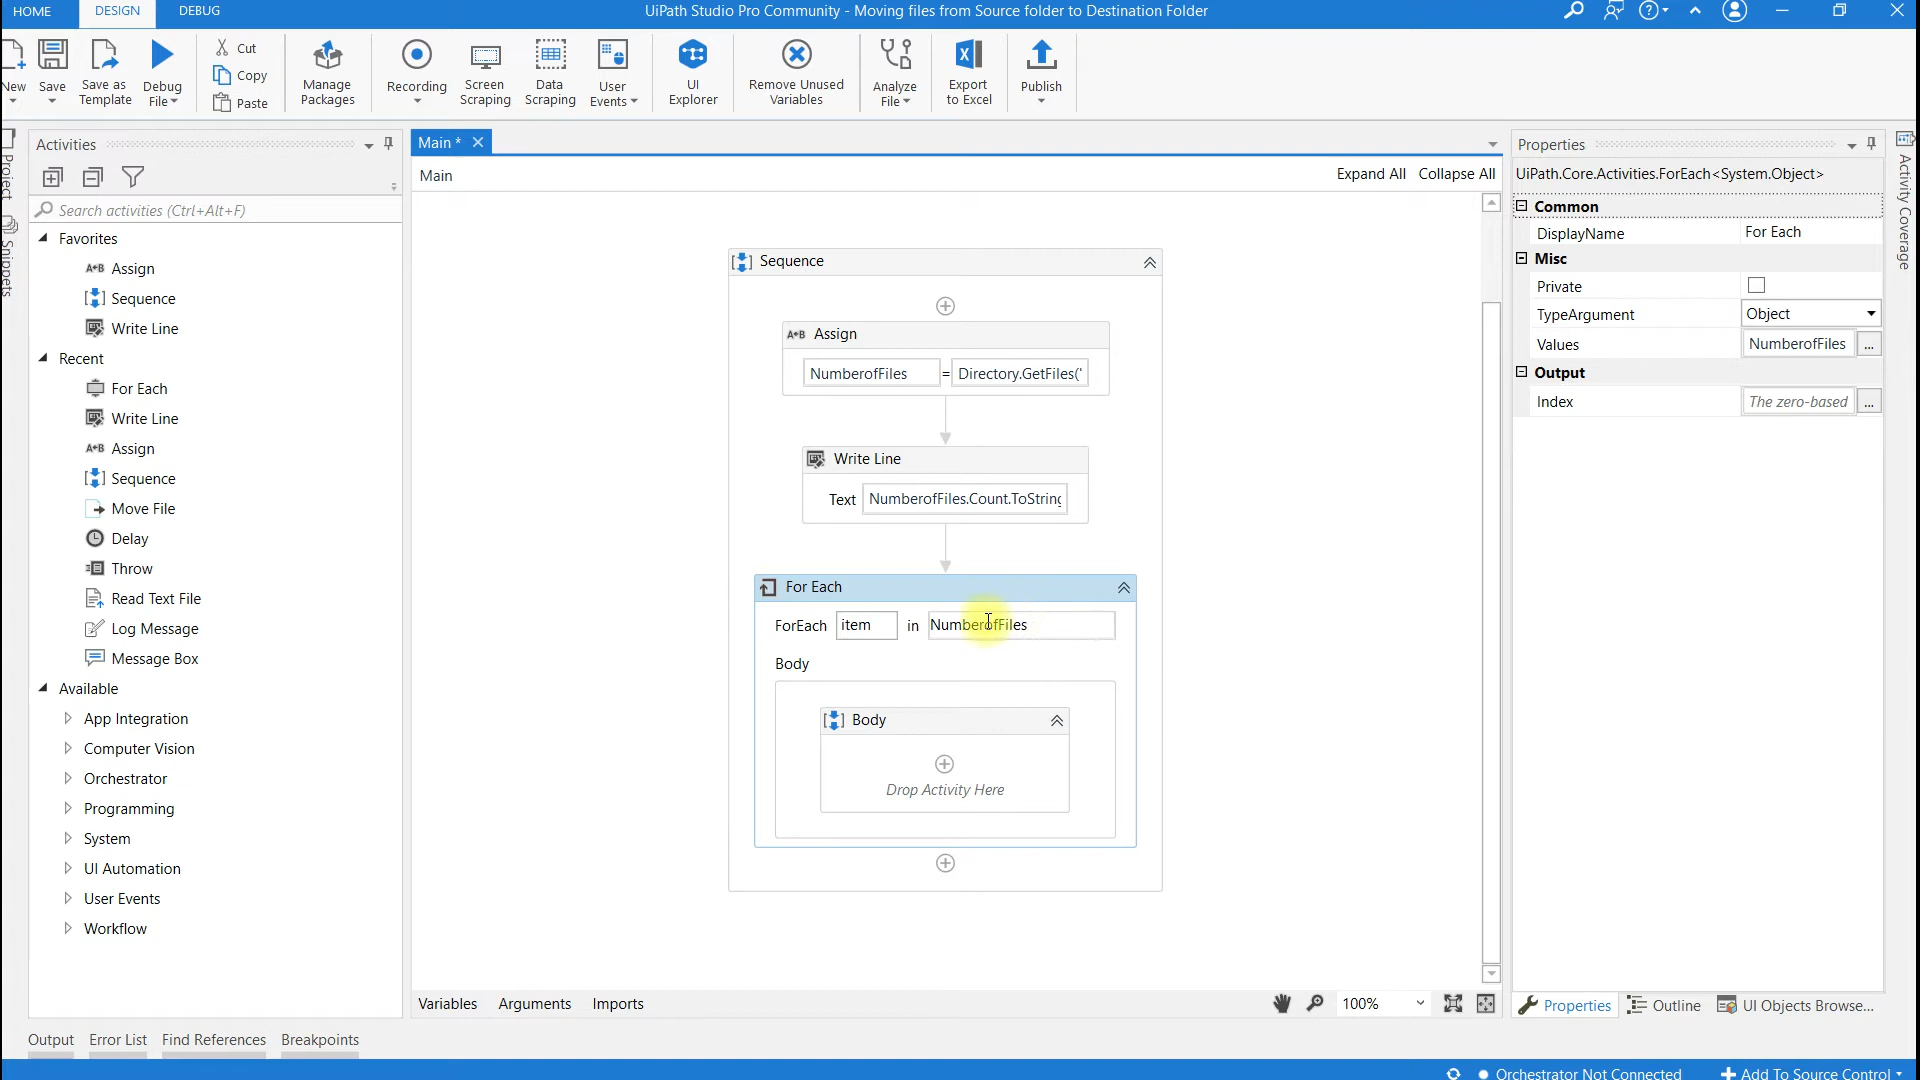 HOME
DESIGN
DEBUG
UiPath Studio Pro Community - Moving files from Source folder to Destination Folder
New
Save
Save as Template
Debug File
Cut
Copy
Paste
Manage Packages
Recording
Screen Scraping
Data Scraping
User Events
UI Explorer
Remove Unused Variables
Analyze File
Export to Excel
Publish
Project
Snippets
Activities
Search activities (Ctrl+Alt+F)
Favorites
Assign
Sequence
Write Line
Recent
For Each
Write Line
Assign
Sequence
Move File
Delay
Throw
Read Text File
Log Message
Message Box
Available
App Integration
Computer Vision
Orchestrator
Programming
System
UI Automation
User Events
Workflow
Main *
Main
Expand All Collapse All
Sequence
A+B Assign
NumberofFiles = Directory.GetFiles('
Write Line
Text NumberofFiles.Count.ToString
For Each
ForEach item in NumberofFiles
Body
Body
Drop Activity Here
Variables Arguments Imports
100%
Properties
UiPath.Core.Activities.ForEach<System.Object>
Common
DisplayName For Each
Misc
Private
TypeArgument Object
Values NumberofFiles ...
Output
Index The zero-based ...
Properties Outline UI Objects Browse...
Activity Coverage
Output Error List Find References Breakpoints
Orchestrator Not Connected Add To Source Control